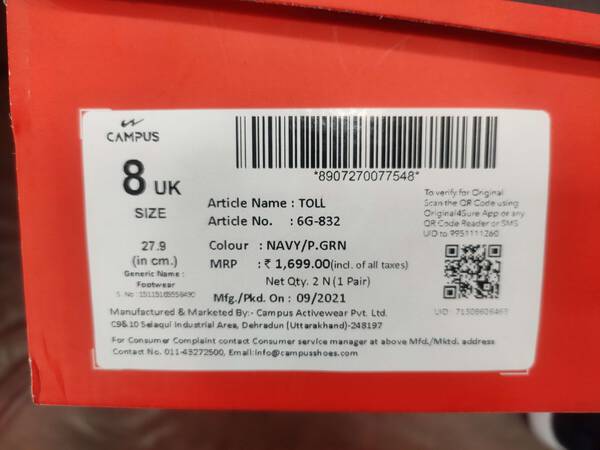 CAMPUS
8 UK
SIZE
27.9
(in cm.)
Generic Name :
Footwear
*8907270077548*
Article Name : TOLL
Article No. : 6G-832
Colour : NAVY/P.GRN
MRP : ₹ 1,699.00(incl. of all taxes)
Net Qty. 2 N (1 Pair)
Mfg./Pkd. On : 09/2021
To verify for Original
Scan the QR Code using
Original4Sure App or any
QR Code Reader or SMS
UID to 9951111260
Manufactured & Marketed By:- Campus Activewear Pvt. Ltd.
C9&10 Selaqui Industrial Area, Dehradun (Uttarakhand)-248197
For Consumer Complaint contact Consumer service manager at above Mfd./Mktd. address
Contact No. 011-43272500, Email:info@campusshoes.com